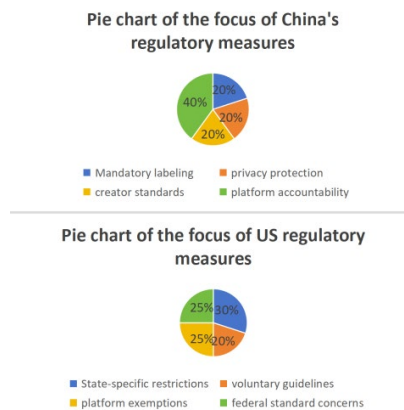 Pie chart of the focus of China's
regulatory measures
20%
40%
20%
20%
Mandatory labeling privacy protection
creator standards platform accountability
Pie chart of the focus of US regulatory
measures
25% 30%
25% 20%
State-specific restrictions voluntary guidelines
platform exemptions federal standard concerns